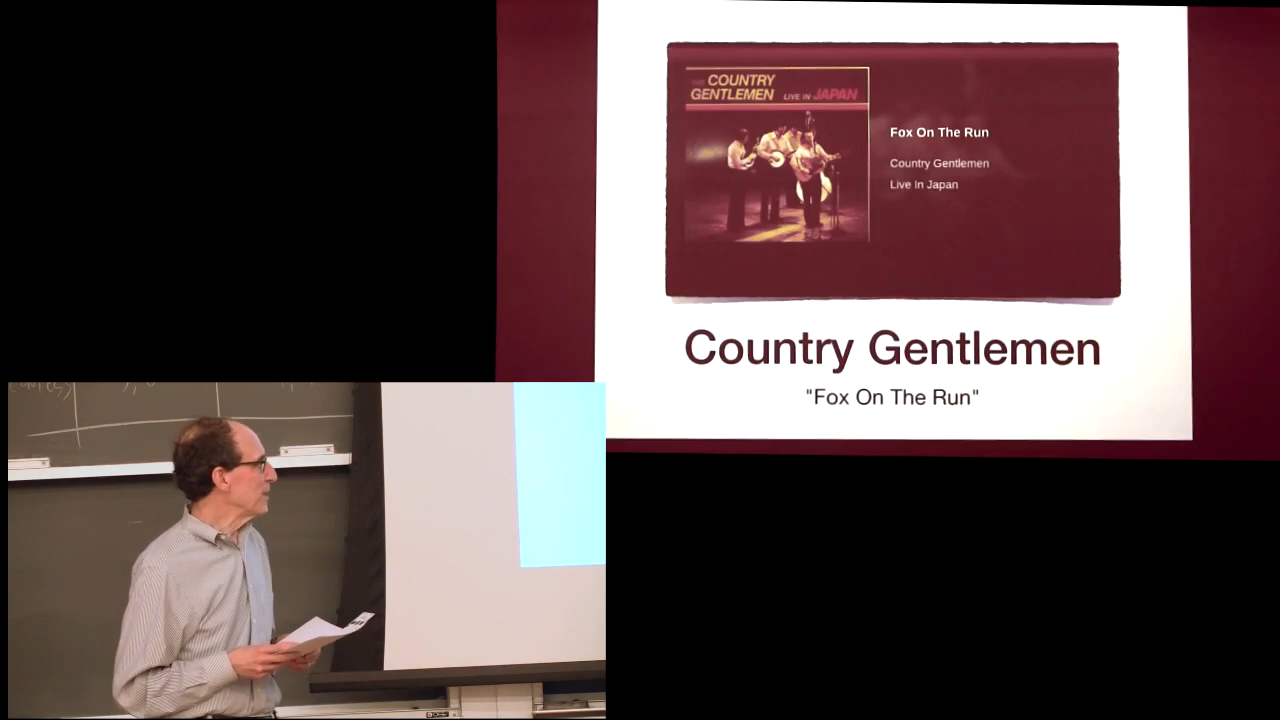 THE COUNTRY
GENTLEMEN LIVE IN JAPAN
Fox On The Run
Country Gentlemen
Live In Japan
Country Gentlemen
"Fox On The Run"